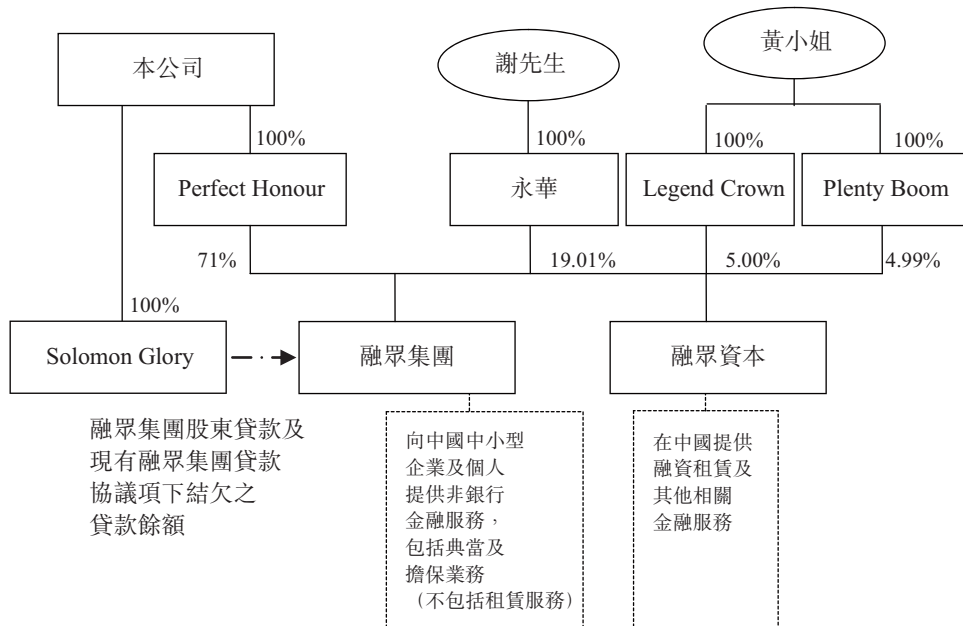 本公司
謝先生
黃小姐
100%
100%
100%
100%
Perfect Honour
永華
Legend Crown
Plenty Boom
71%
19.01%
5.00%
4.99%
100%
Solomon Glory
融眾集團
融眾資本
融眾集團股東貸款及
現有融眾集團貸款
協議項下結欠之
貸款餘額
向中國中小型
企業及個人
提供非銀行
金融服務，
包括典當及
擔保業務
（不包括租賃服務）
在中國提供
融資租賃及
其他相關
金融服務